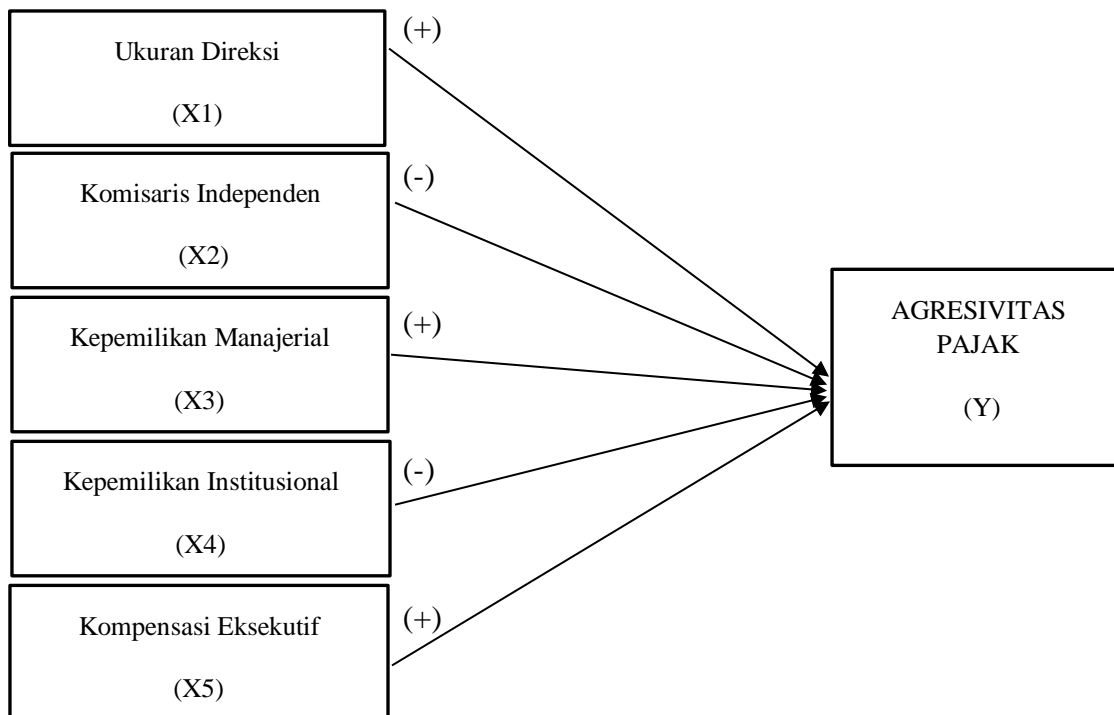 Ukuran Direksi
(X1)
(+)
Komisaris Independen
(X2)
(-)
Kepemilikan Manajerial
(X3)
(+)
Kepemilikan Institusional
(X4)
(-)
Kompensasi Eksekutif
(X5)
(+)
AGRESIVITAS
PAJAK
(Y)